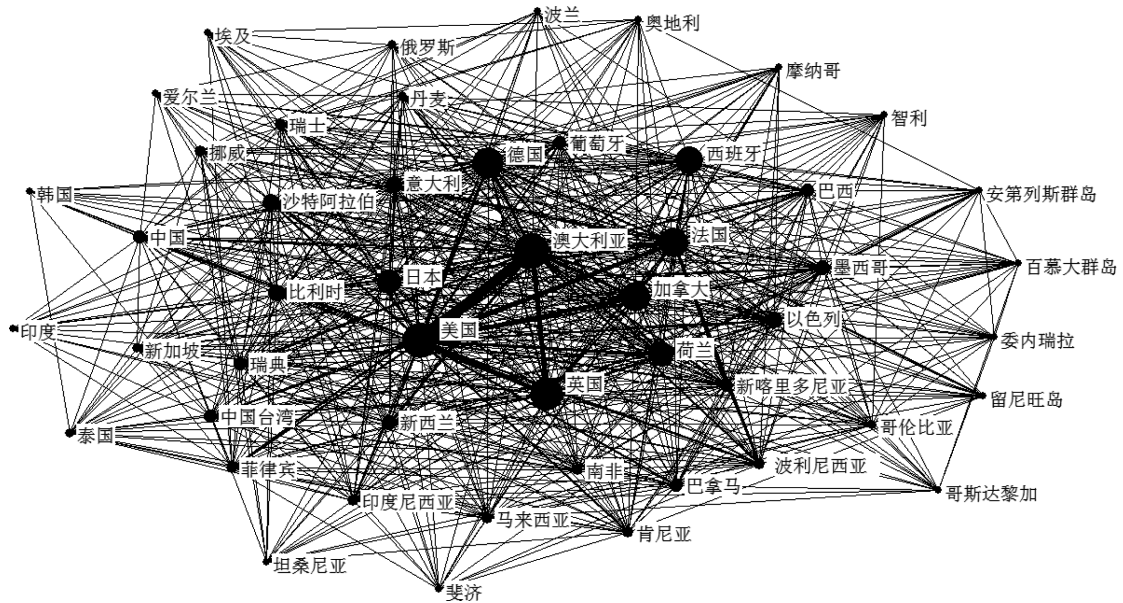 波兰
奥地利
埃及
俄罗斯
摩纳哥
爱尔兰
丹麦
智利
瑞士
葡萄牙
挪威
德国
西班牙
意大利
巴西
韩国
沙特阿拉伯
安第列斯群岛
中国
澳大利亚
法国
百慕大群岛
墨西哥
日本
比利时
加拿大
以色列
印度
美国
委内瑞拉
新加坡
瑞典
荷兰
英国
新喀里多尼亚
留尼旺岛
中国台湾
新西兰
哥伦比亚
泰国
菲律宾
南非
波利尼西亚
巴拿马
哥斯达黎加
印度尼西亚
马来西亚
肯尼亚
坦桑尼亚
斐济